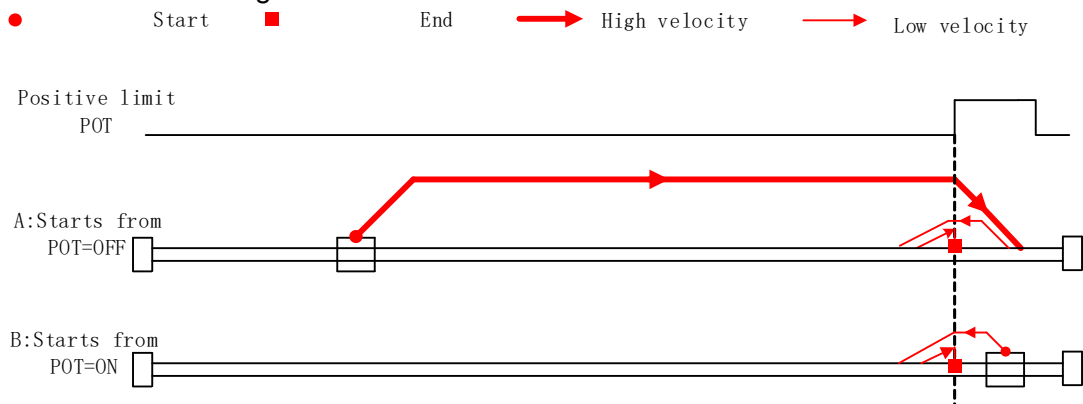 Start End High velocity Low velocity
Positive limit
POT
A:Starts from
POT=OFF
B:Starts from
POT=ON